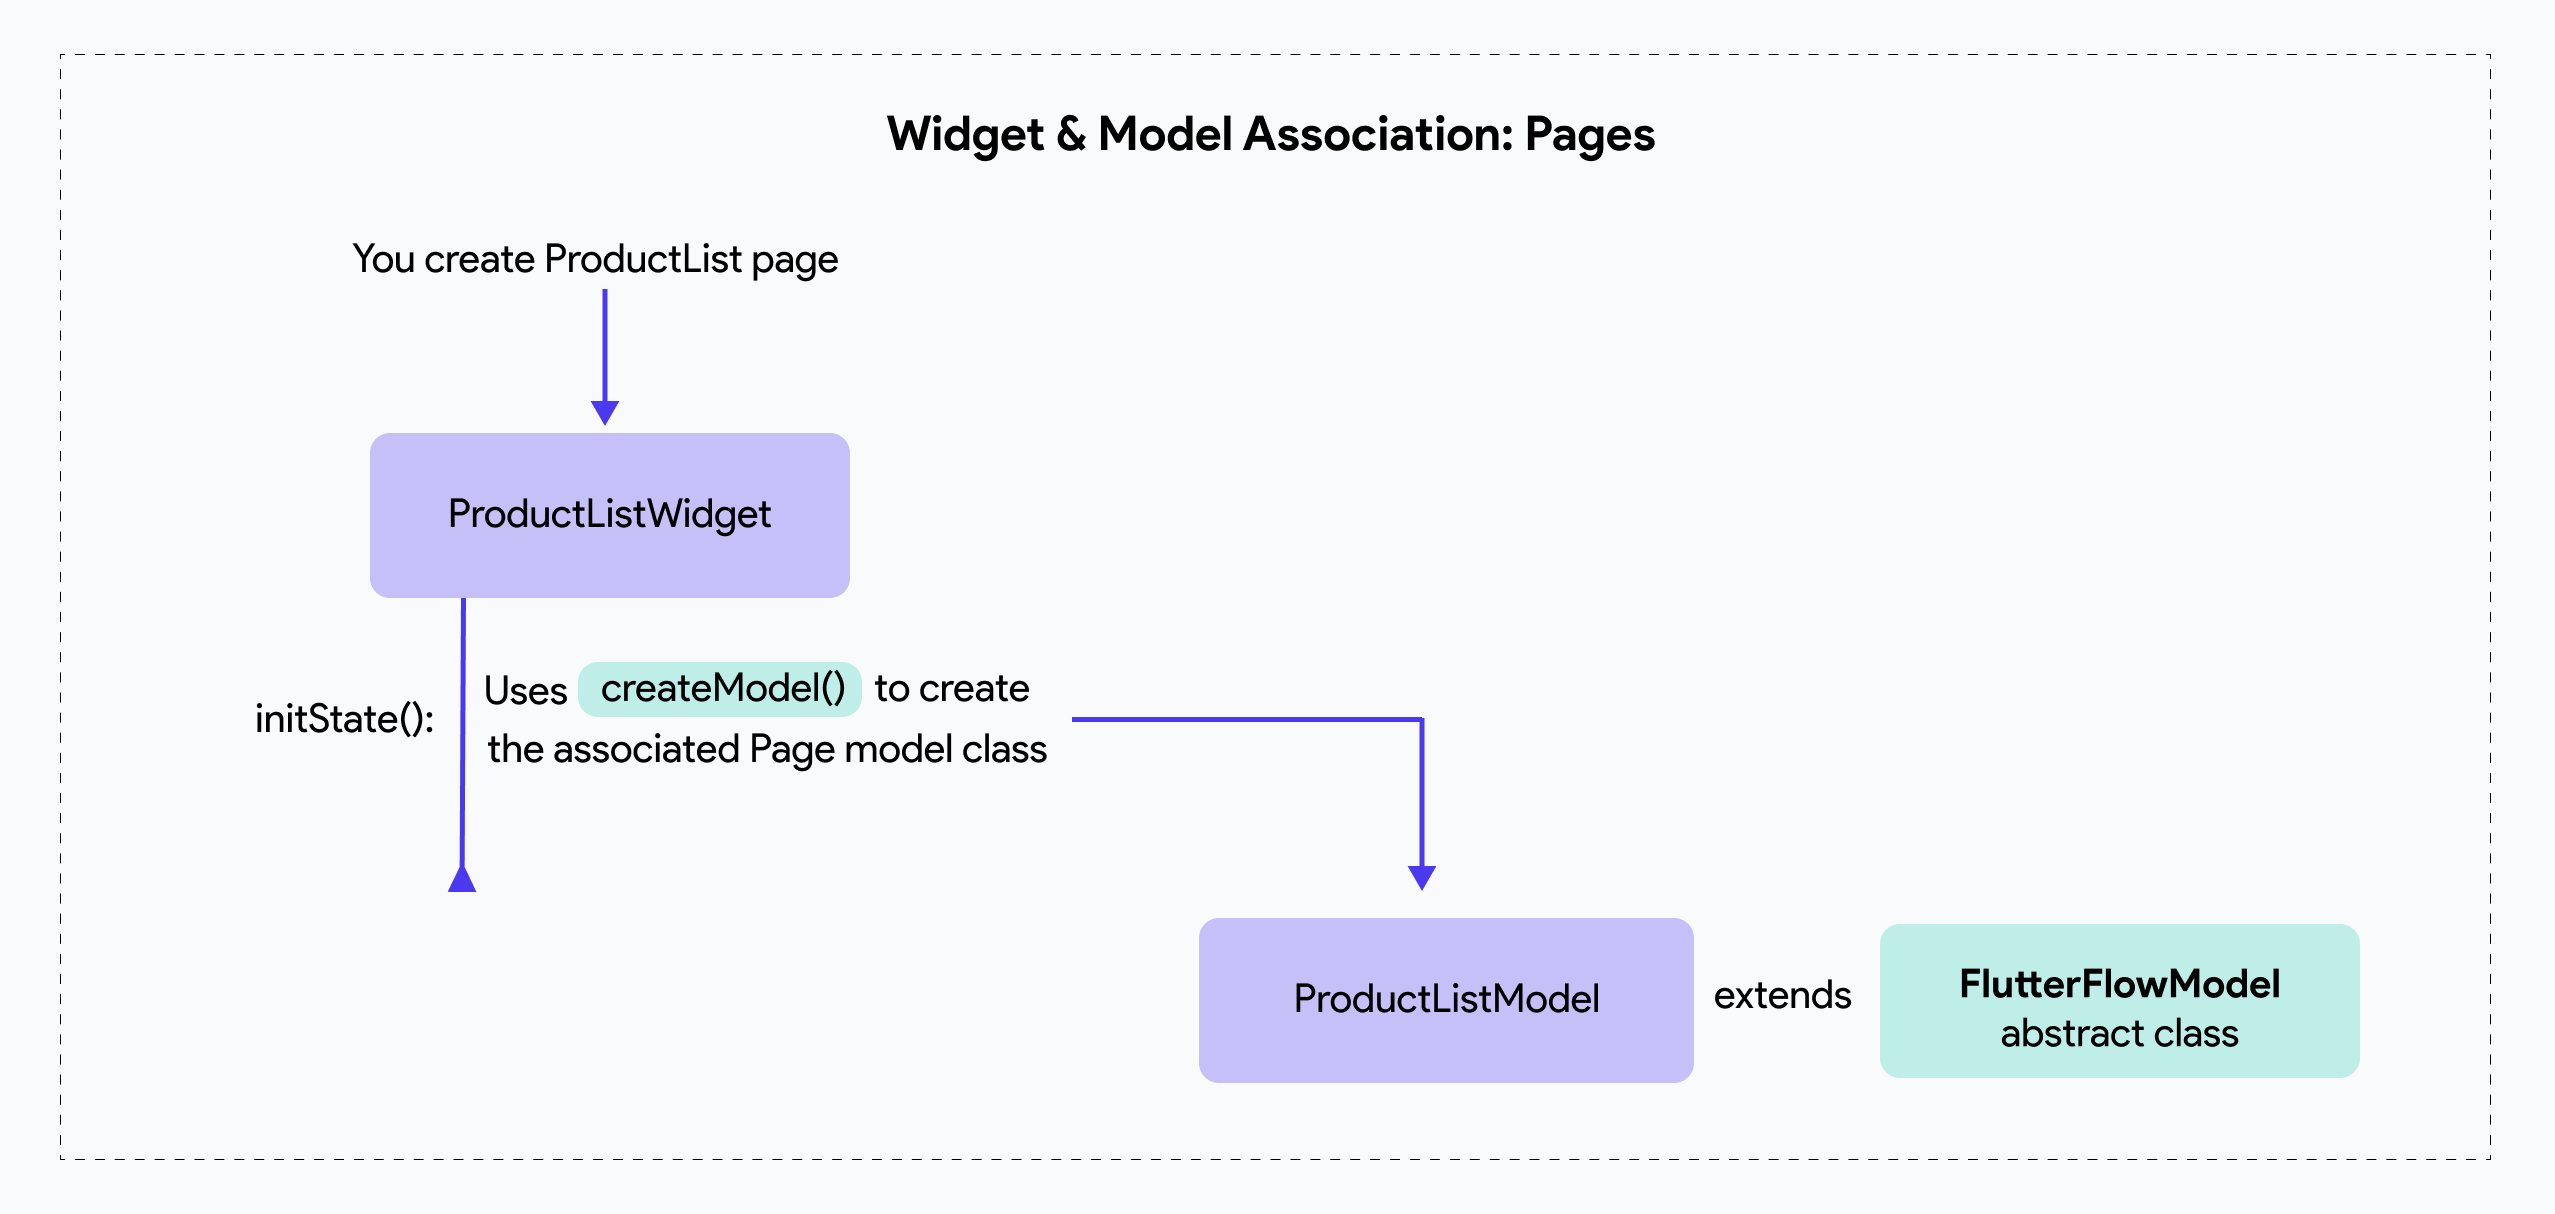 Widget & Model Association: Pages
You create ProductList page
ProductListWidget
initState():
Uses createModel() to create
the associated Page model class
ProductListModel
extends
FlutterFlowModel
abstract class